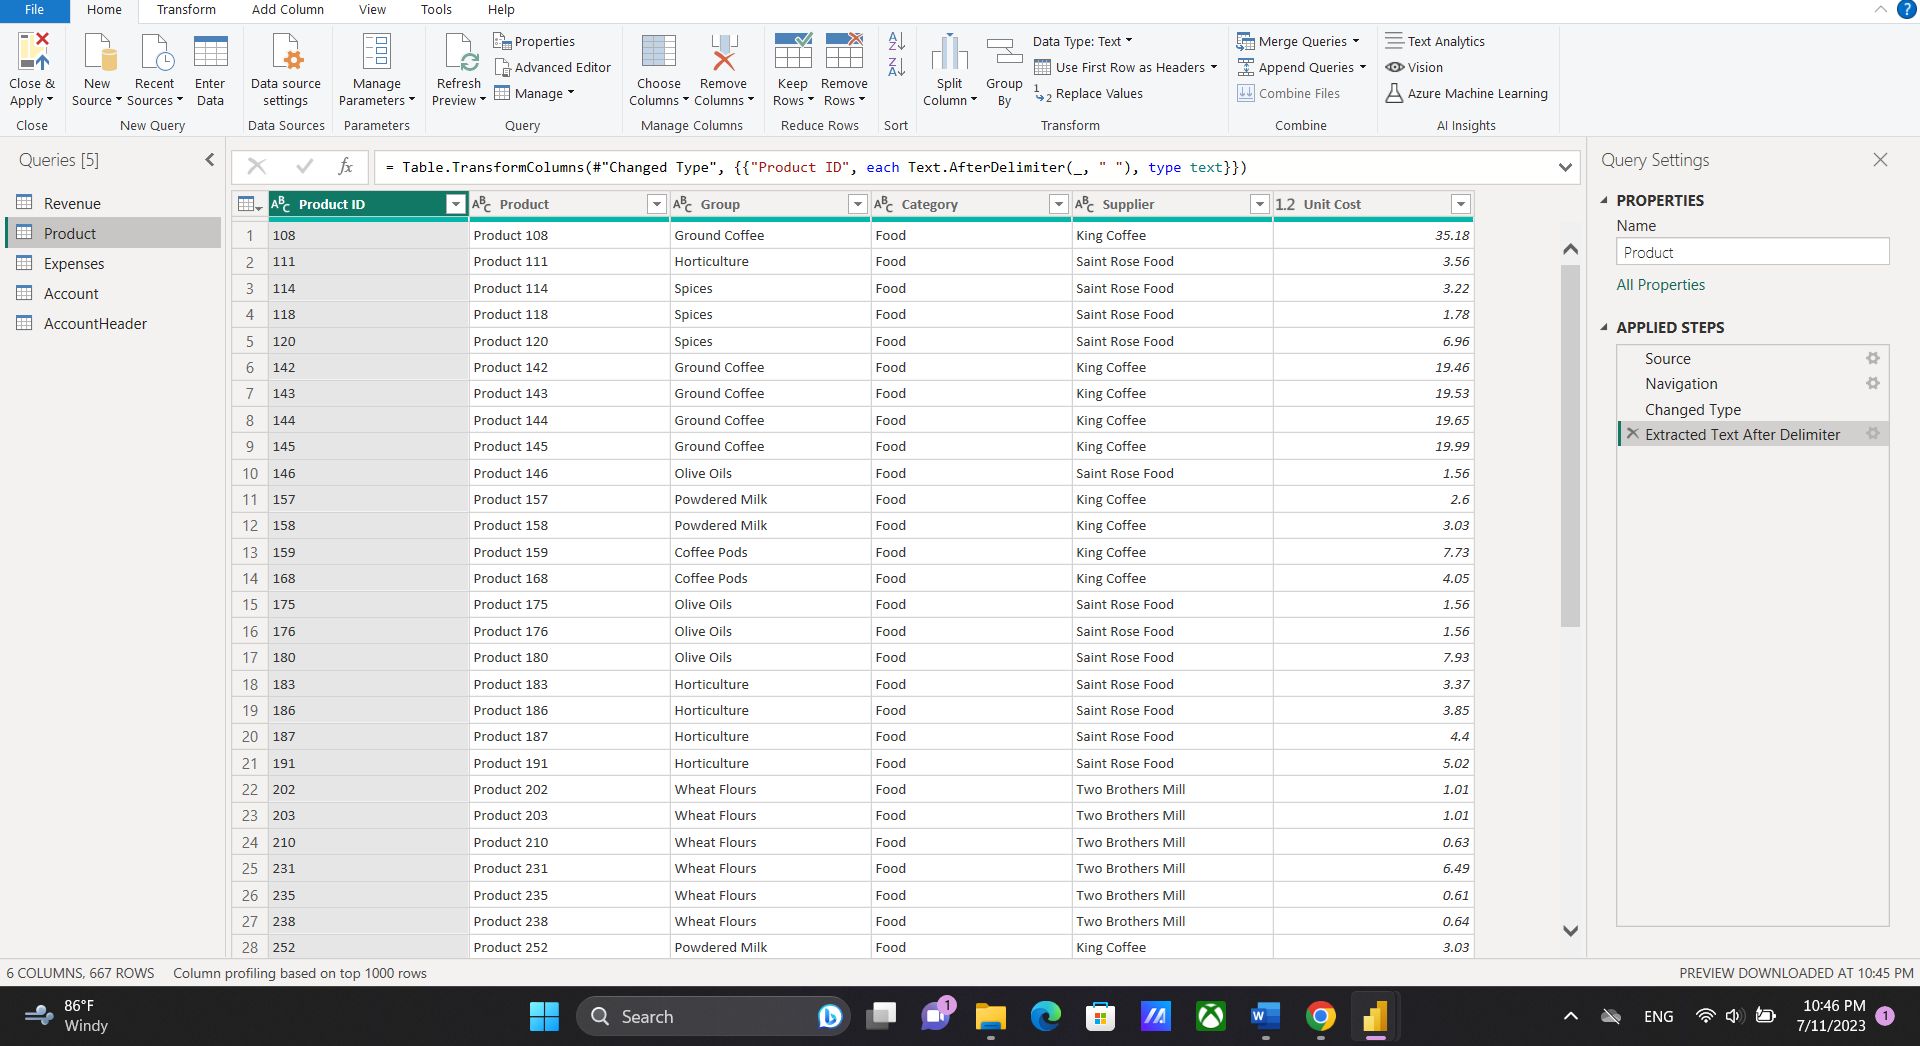 File Home Transform Add Column View Tools Help
Close & Apply
New Source
Recent Sources
Enter Data
Data source settings
Manage Parameters
Refresh Preview
Properties
Advanced Editor
Manage
Choose Columns
Remove Columns
Keep Rows
Remove Rows
Split Column
Group By
Data Type: Text
Use First Row as Headers
Replace Values
Merge Queries
Append Queries
Combine Files
Text Analytics
Vision
Azure Machine Learning
Close New Query Data Sources Parameters Query Manage Columns Reduce Rows Sort Transform Combine AI Insights
Queries [5]
Revenue
Product
Expenses
Account
AccountHeader
fx = Table.TransformColumns(#"Changed Type", {{"Product ID", each Text.AfterDelimiter(_, " "), type text}})
ABC Product ID ABC Product ABC Group ABC Category ABC Supplier 1.2 Unit Cost
1 108 Product 108 Ground Coffee Food King Coffee 35.18
2 111 Product 111 Horticulture Food Saint Rose Food 3.56
3 114 Product 114 Spices Food Saint Rose Food 3.22
4 118 Product 118 Spices Food Saint Rose Food 1.78
5 120 Product 120 Spices Food Saint Rose Food 6.96
6 142 Product 142 Ground Coffee Food King Coffee 19.46
7 143 Product 143 Ground Coffee Food King Coffee 19.53
8 144 Product 144 Ground Coffee Food King Coffee 19.65
9 145 Product 145 Ground Coffee Food King Coffee 19.99
10 146 Product 146 Olive Oils Food Saint Rose Food 1.56
11 157 Product 157 Powdered Milk Food King Coffee 2.6
12 158 Product 158 Powdered Milk Food King Coffee 3.03
13 159 Product 159 Coffee Pods Food King Coffee 7.73
14 168 Product 168 Coffee Pods Food King Coffee 4.05
15 175 Product 175 Olive Oils Food Saint Rose Food 1.56
16 176 Product 176 Olive Oils Food Saint Rose Food 1.56
17 180 Product 180 Olive Oils Food Saint Rose Food 7.93
18 183 Product 183 Horticulture Food Saint Rose Food 3.37
19 186 Product 186 Horticulture Food Saint Rose Food 3.85
20 187 Product 187 Horticulture Food Saint Rose Food 4.4
21 191 Product 191 Horticulture Food Saint Rose Food 5.02
22 202 Product 202 Wheat Flours Food Two Brothers Mill 1.01
23 203 Product 203 Wheat Flours Food Two Brothers Mill 1.01
24 210 Product 210 Wheat Flours Food Two Brothers Mill 0.63
25 231 Product 231 Wheat Flours Food Two Brothers Mill 6.49
26 235 Product 235 Wheat Flours Food Two Brothers Mill 0.61
27 238 Product 238 Wheat Flours Food Two Brothers Mill 0.64
28 252 Product 252 Powdered Milk Food King Coffee 3.03
Query Settings
PROPERTIES
Name
Product
All Properties
APPLIED STEPS
Source
Navigation
Changed Type
Extracted Text After Delimiter
6 COLUMNS, 667 ROWS Column profiling based on top 1000 rows PREVIEW DOWNLOADED AT 10:45 PM
86°F
Windy
Search
1
ENG
10:46 PM
7/11/2023
1